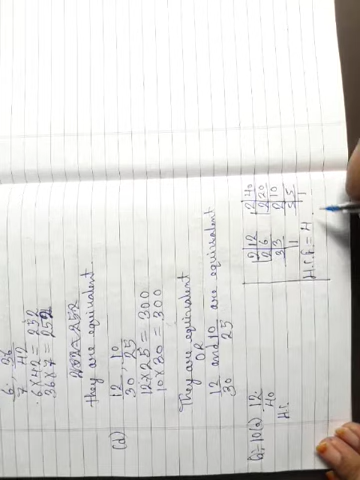 6, 36
7, 42
6×42 = 252
36×7 = 252
252 = 252
they are equivalent.
(d) 12, 10
30, 25
12×25 = 300
10×30 = 300
They are equivalent
OR
12 and 10 are equivalent
30 25
Q:-10(a) 12
40
H.C
2 12 2 40
2 6 2 20
3 3 2 10
1 5 5
1
H.C.F = 4